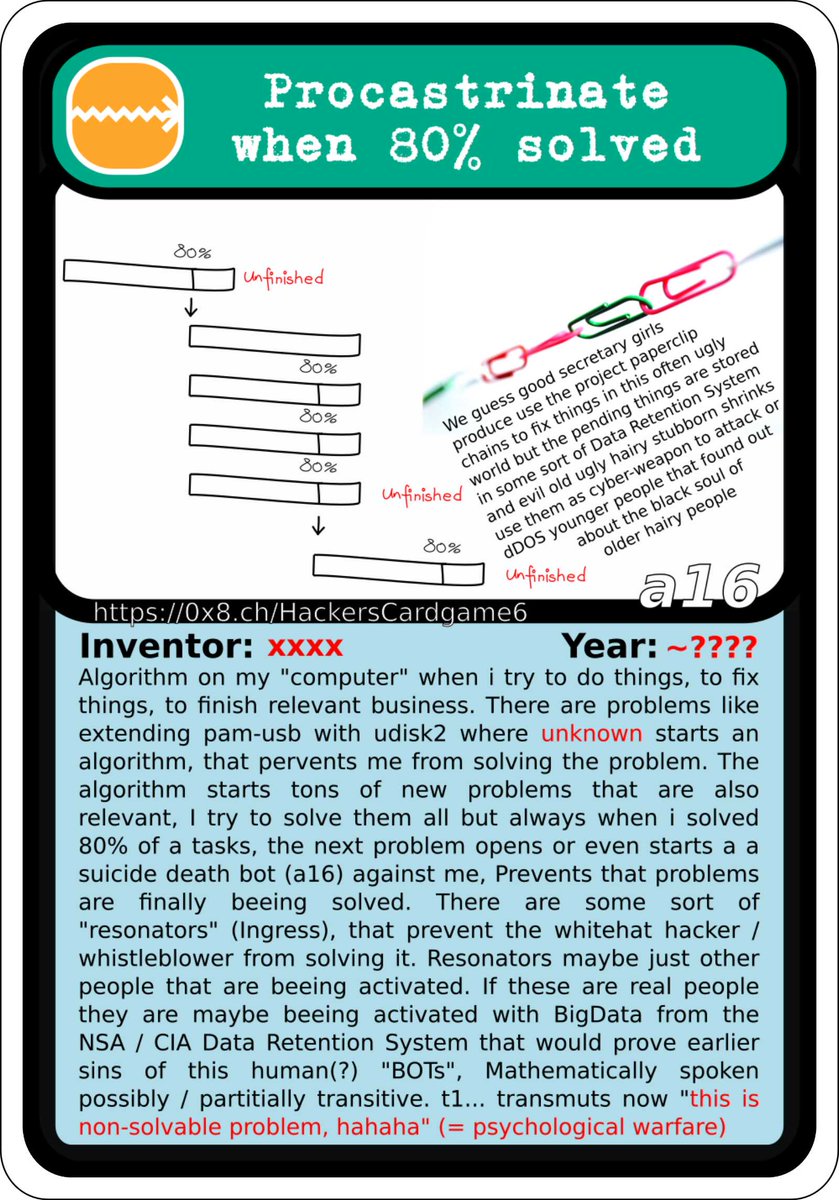 Procastrinate
when 80% solved
80%
Unfinished
80%
80%
80%
Unfinished
80%
Unfinished
We guess good secretary girls
produce use the project paperclip
chains to fix things in this often ugly
world but the pending things are stored
in some sort of Data Retention System
and evil old ugly hairy stubborn shrinks
use them as cyber-weapon to attack or
dDOS younger people that found out
about the black soul of
older hairy people
a16
https://0x8.ch/HackersCardgame6
Inventor: xxxx Year: ~????
Algorithm on my "computer" when i try to do things, to fix
things, to finish relevant business. There are problems like
extending pam-usb with udisk2 where unknown starts an
algorithm, that pervents me from solving the problem. The
algorithm starts tons of new problems that are also
relevant, I try to solve them all but always when i solved
80% of a tasks, the next problem opens or even starts a a
suicide death bot (a16) against me, Prevents that problems
are finally beeing solved. There are some sort of
"resonators" (Ingress), that prevent the whitehat hacker /
whistleblower from solving it. Resonators maybe just other
people that are beeing activated. If these are real people
they are maybe beeing activated with BigData from the
NSA / CIA Data Retention System that would prove earlier
sins of this human(?) "BOTs", Mathematically spoken
possibly / partitially transitive. t1... transmuts now "this is
non-solvable problem, hahaha" (= psychological warfare)